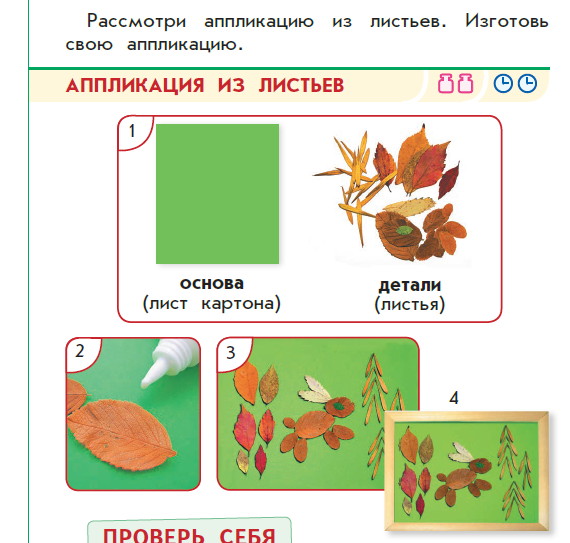 Рассмотри аппликацию из листьев. Изготовь
свою аппликацию.
АППЛИКАЦИЯ ИЗ ЛИСТЬЕВ
1
основа
(лист картона)
детали
(листья)
2
3
4
ПРОВЕРЬ СЕБЯ